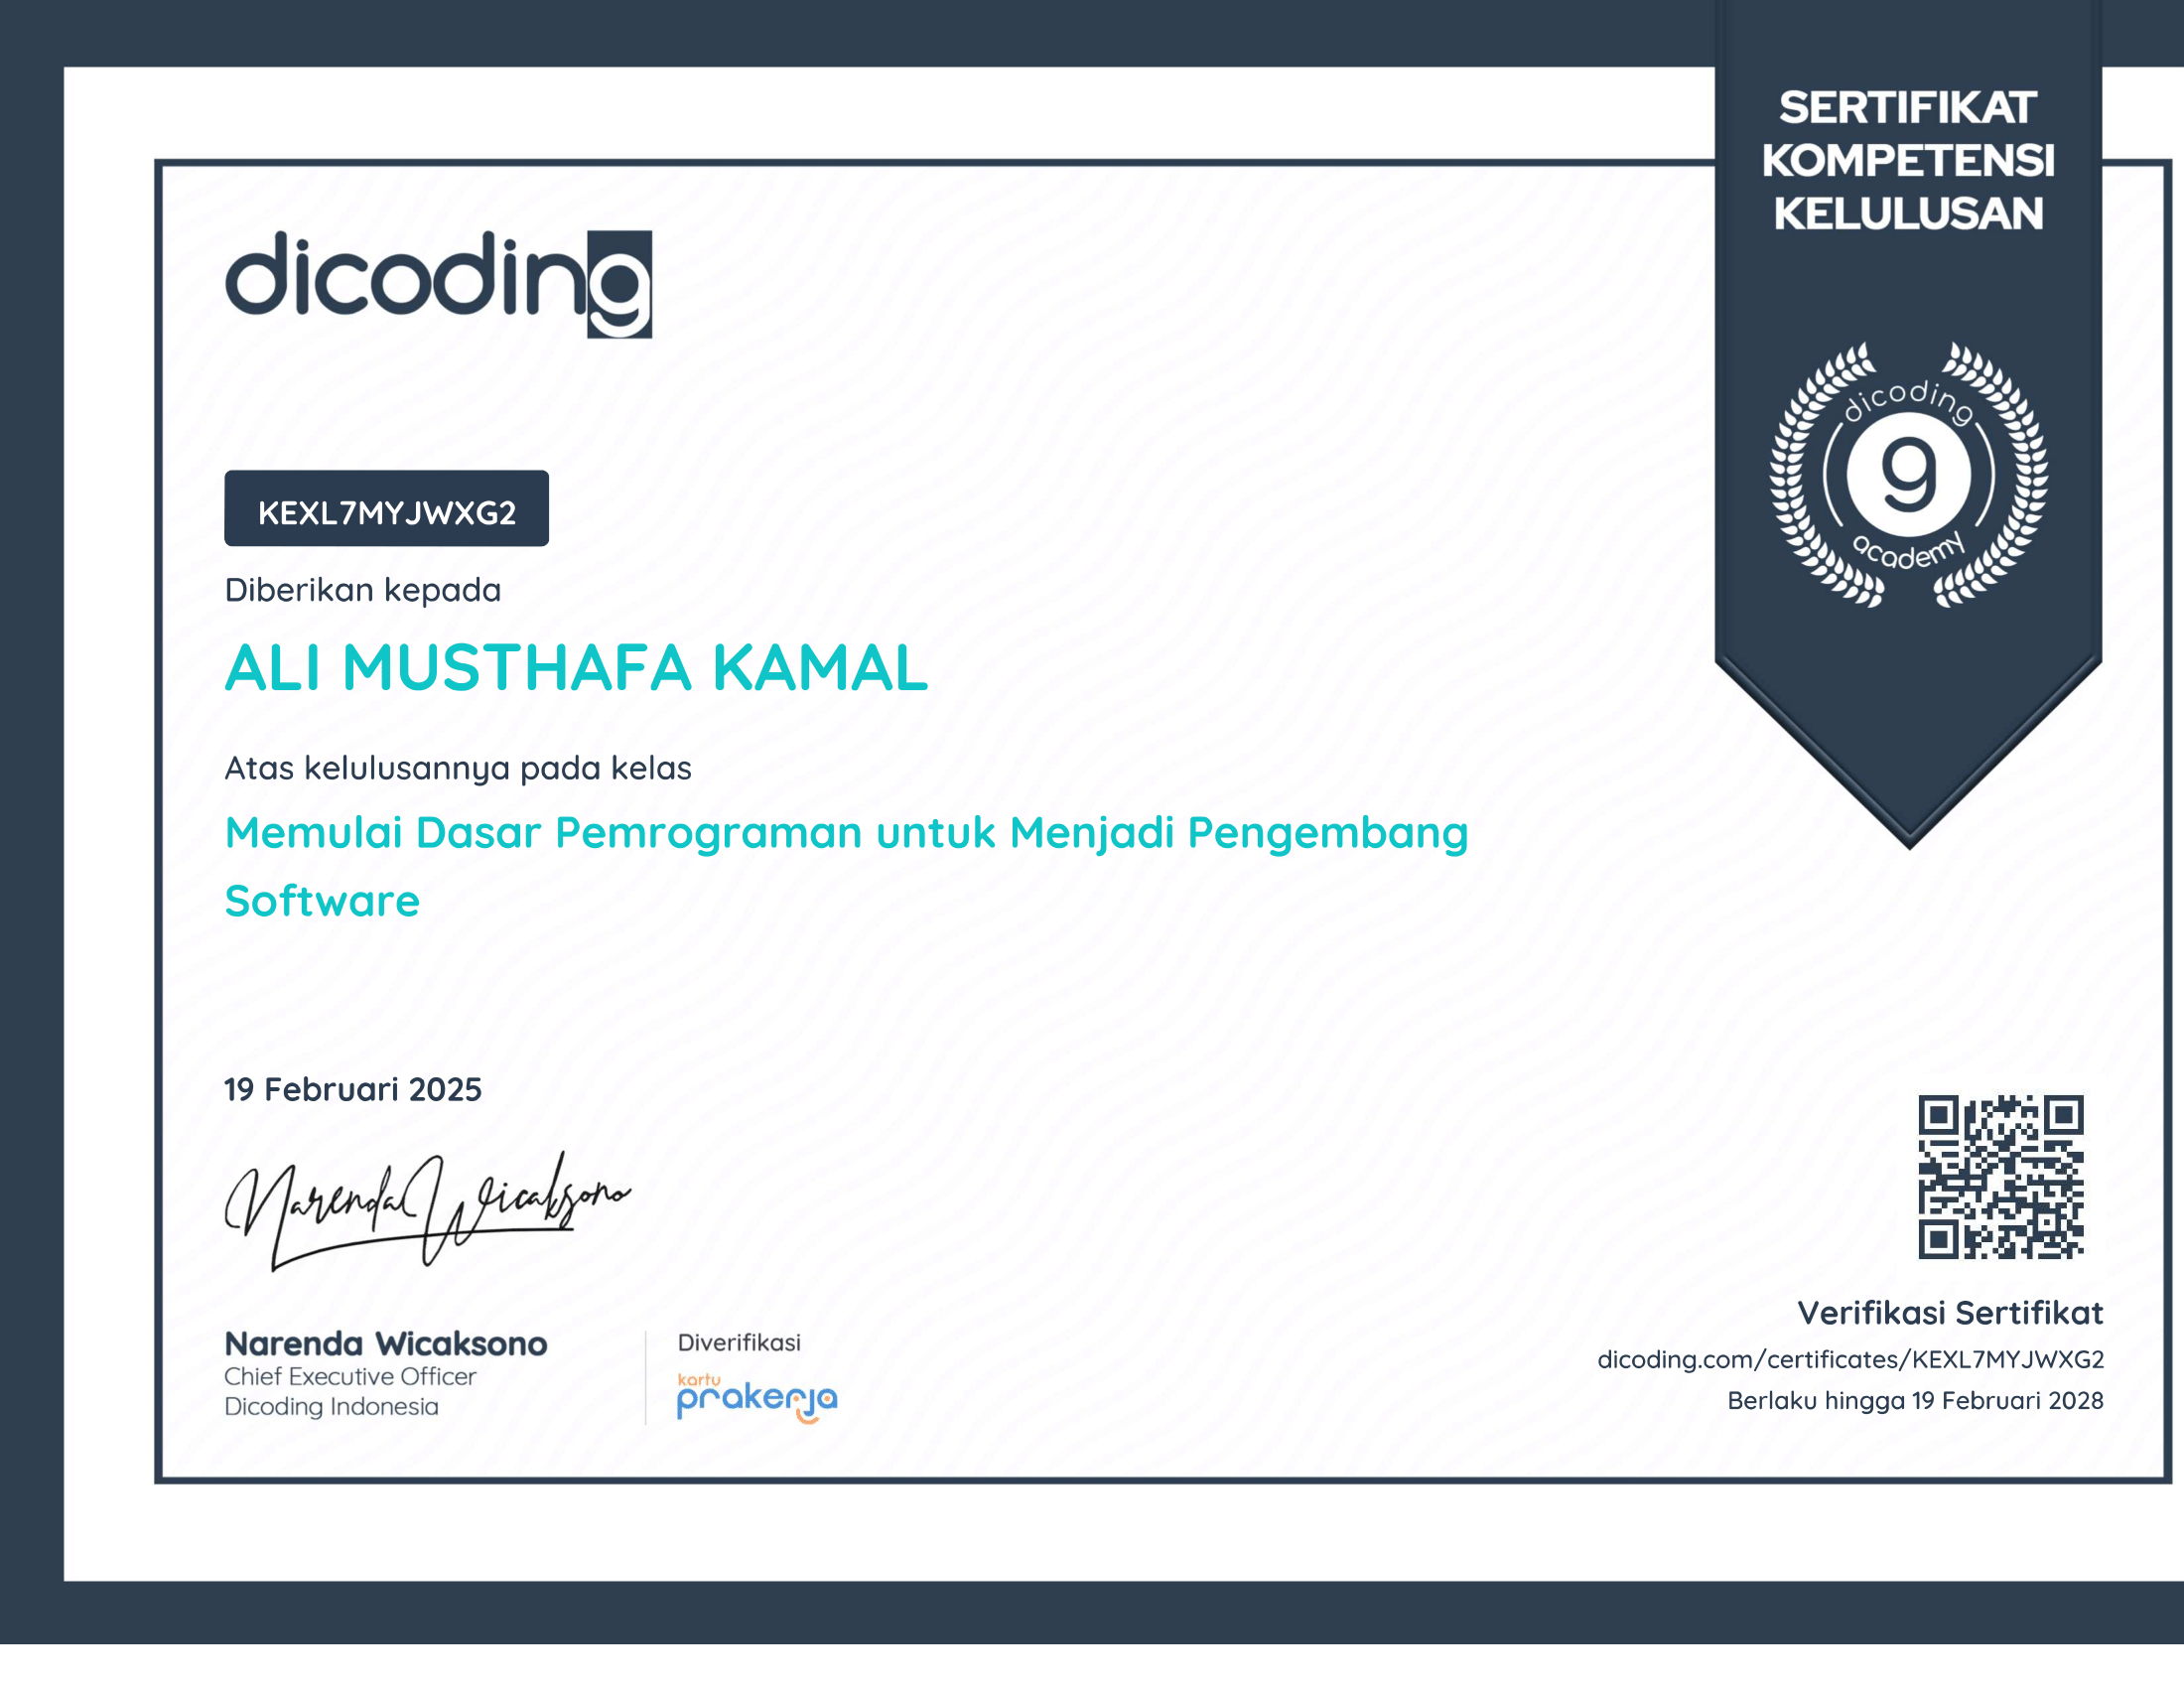 SERTIFIKAT
KOMPETENSI
KELULUSAN
dicoding
dicoding
g
academy
KEXL7MYJWXG2
Diberikan kepada
ALI MUSTHAFA KAMAL
Atas kelulusannya pada kelas
Memulai Dasar Pemrograman untuk Menjadi Pengembang
Software
19 Februari 2025
Narenda Wicaksono
Narenda Wicaksono
Chief Executive Officer
Dicoding Indonesia
Diverifikasi
kartu
prakerja
Verifikasi Sertifikat
dicoding.com/certificates/KEXL7MYJWXG2
Berlaku hingga 19 Februari 2028